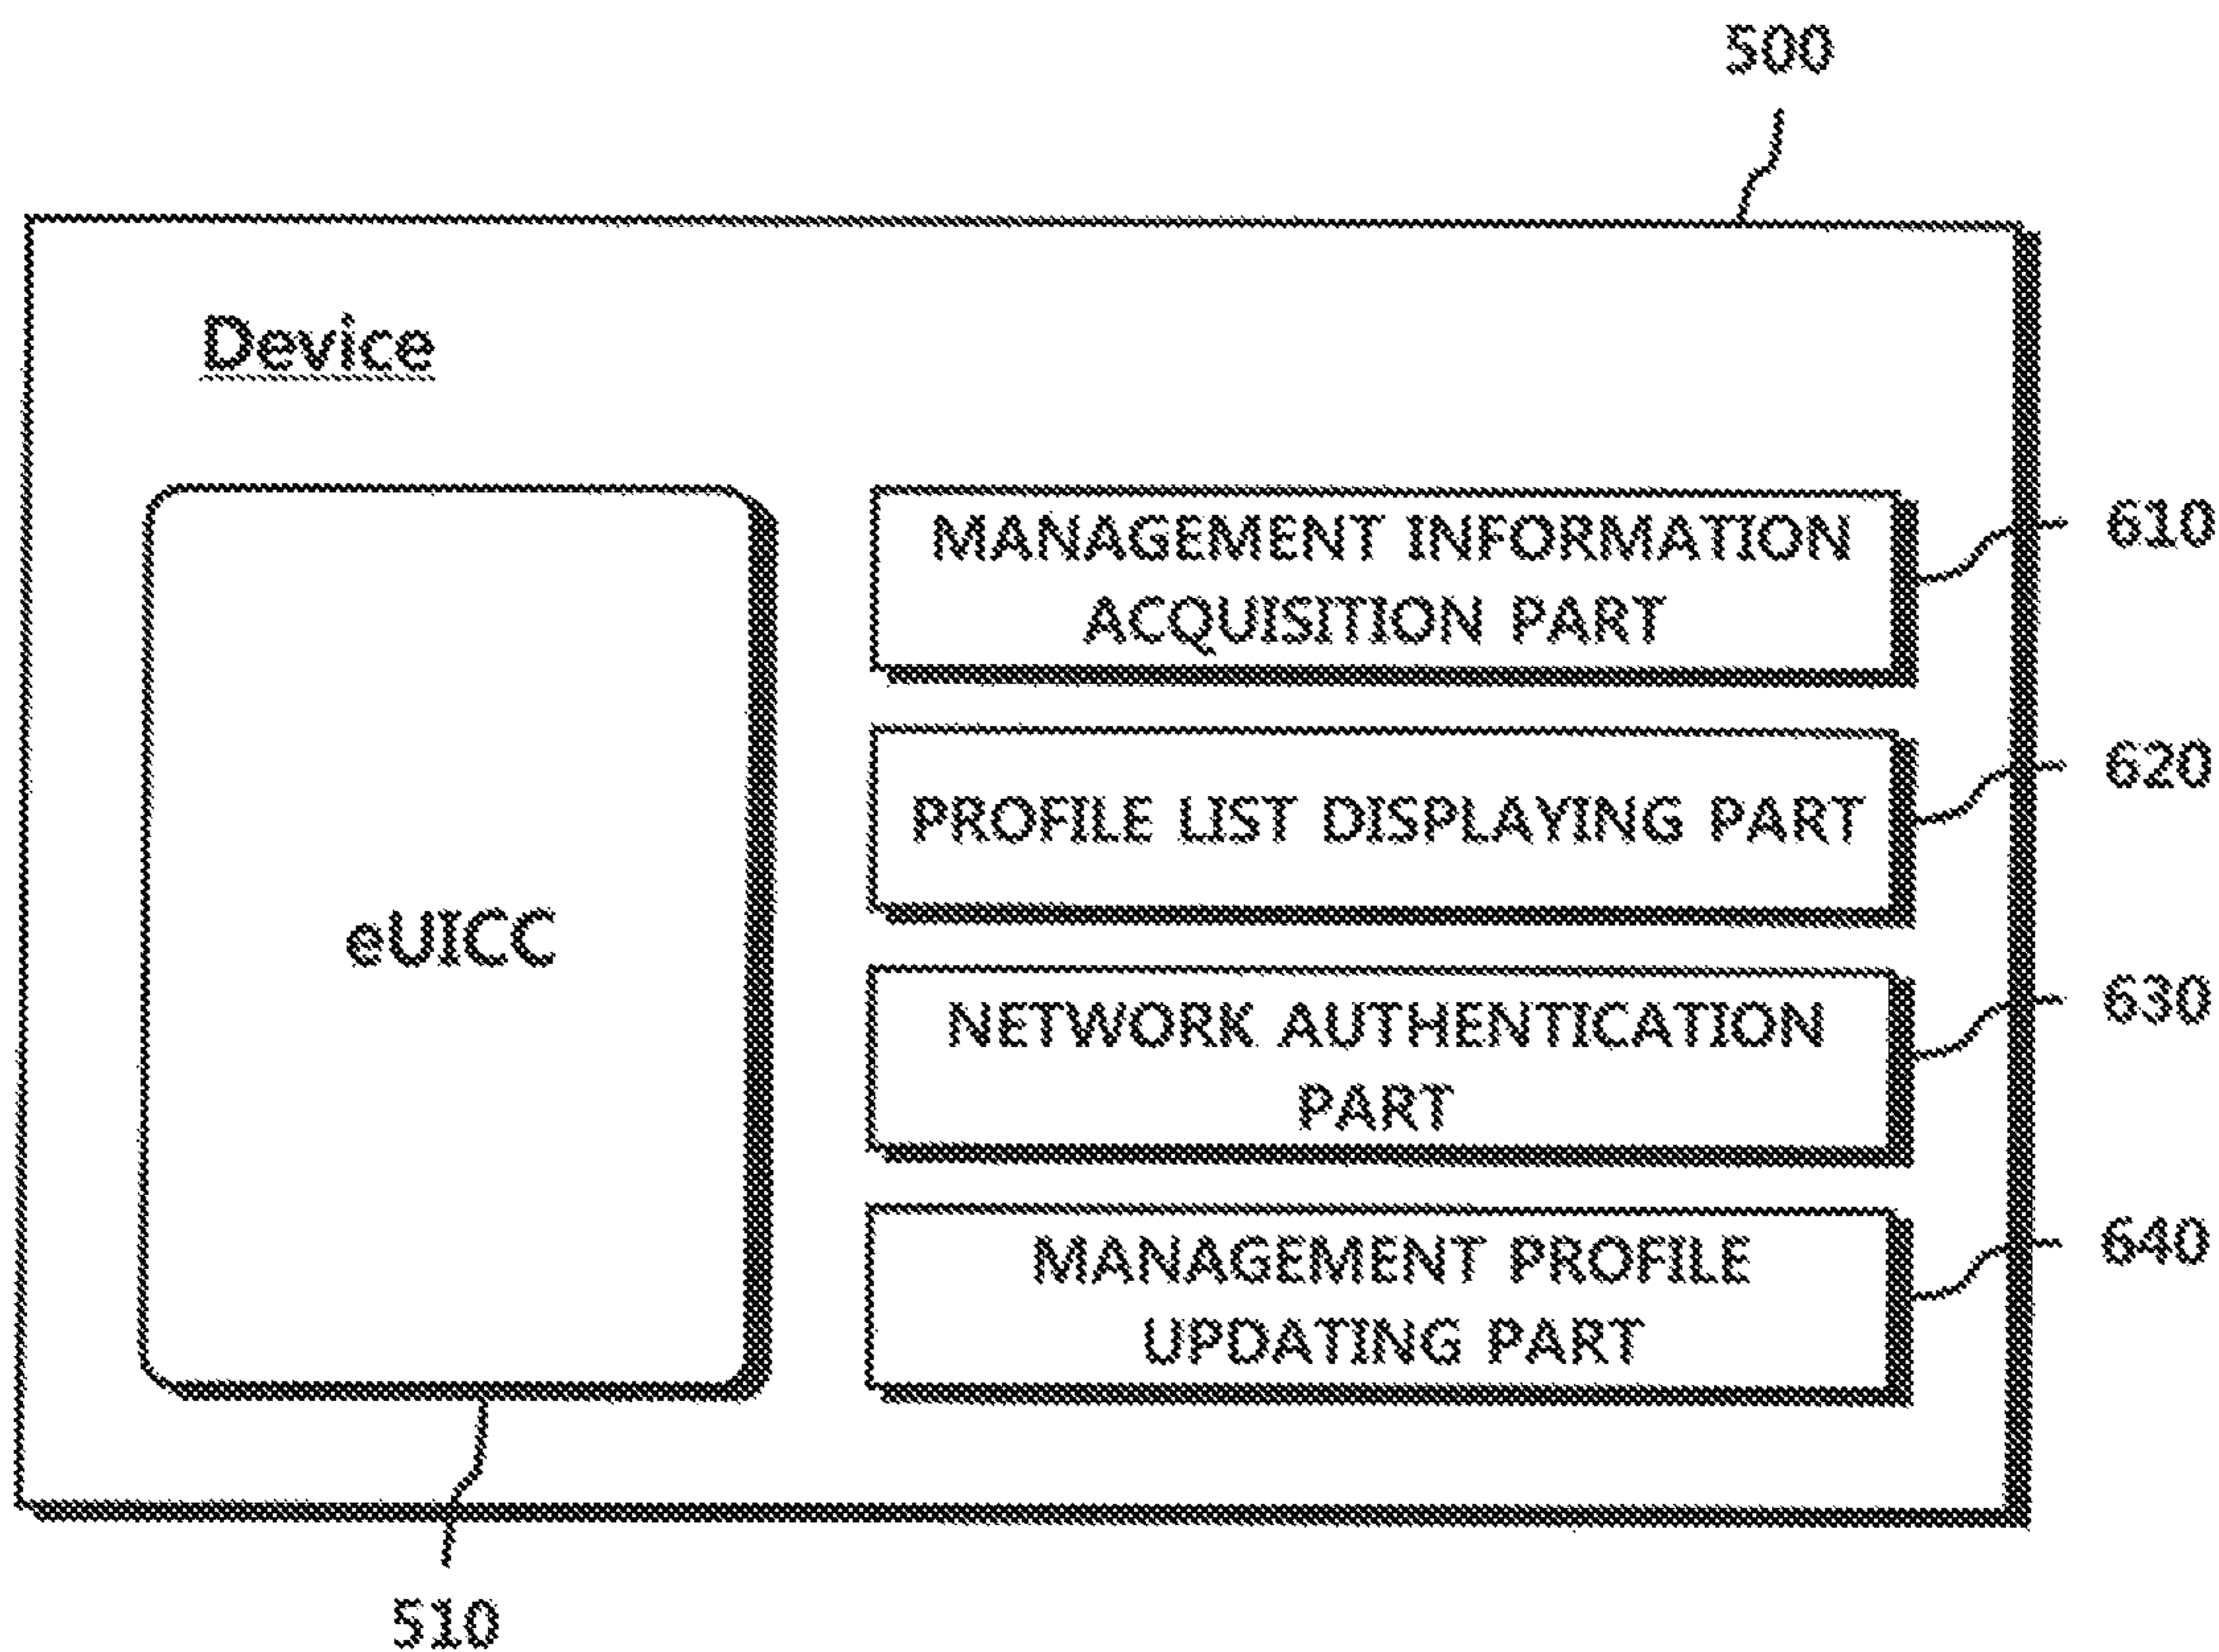 500
Device
MANAGEMENT INFORMATION
ACQUISITION PART
610
PROFILE LIST DISPLAYING PART
620
eUICC
NETWORK AUTHENTICATION
PART
630
MANAGEMENT PROFILE
UPDATING PART
640
510